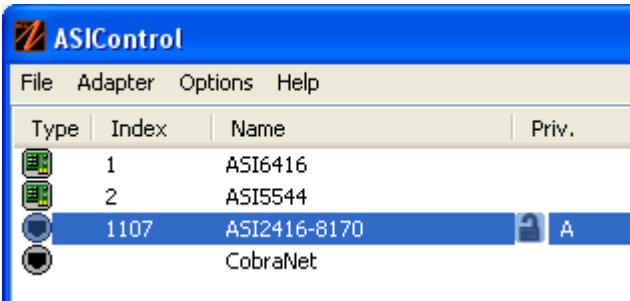 ASIControl
File Adapter Options Help
Type Index Name Priv.
1 ASI6416
2 ASI5544
1107 ASI2416-8170 A
CobraNet